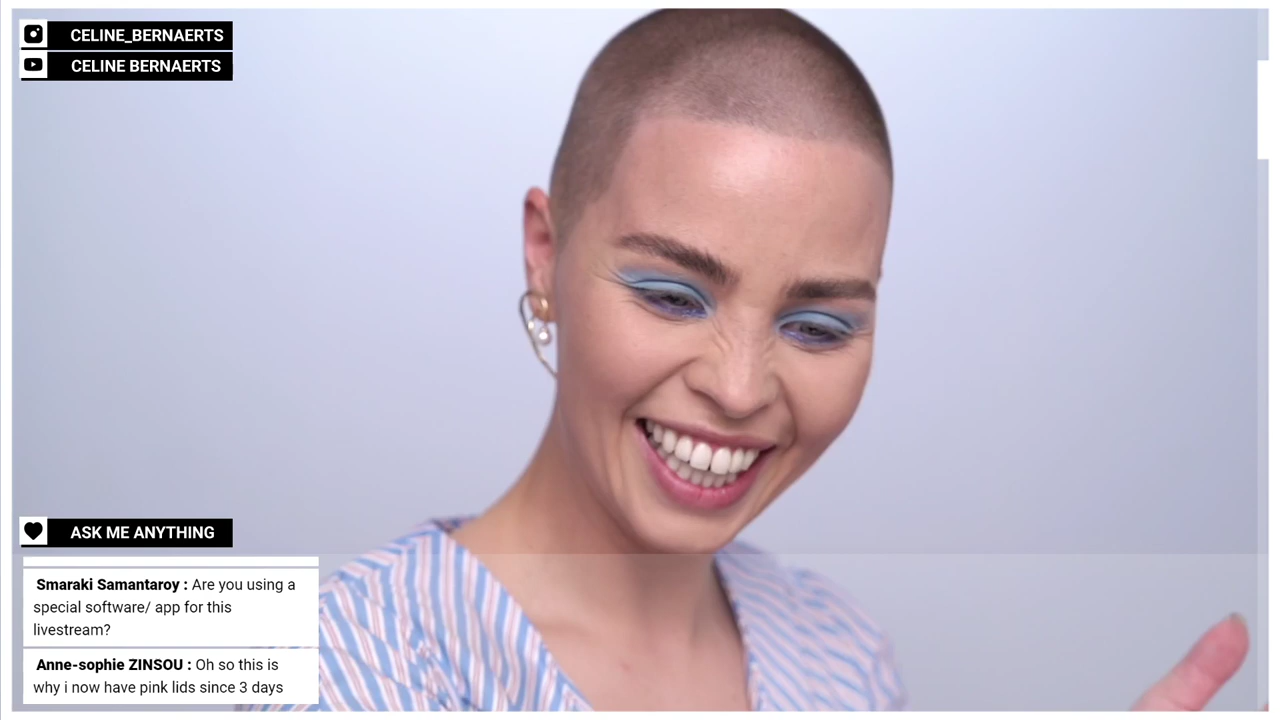 CELINE_BERNAERTS
CELINE BERNAERTS
ASK ME ANYTHING
Smaraki Samantaroy : Are you using a
special software/ app for this
livestream?
Anne-sophie ZINSOU : Oh so this is
why i now have pink lids since 3 days